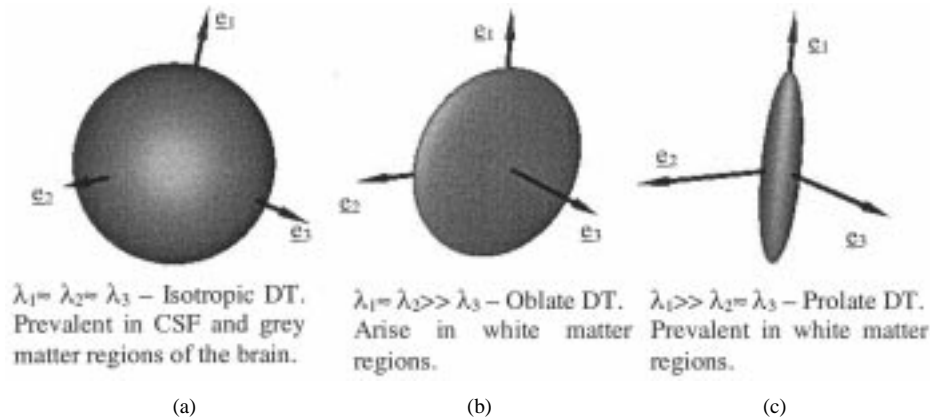 e1
e2
e3
λ1≈ λ2≈ λ3 – Isotropic DT.
Prevalent in CSF and grey
matter regions of the brain.
(a)
e1
e2
e3
λ1≈ λ2>> λ3 – Oblate DT.
Arise in white matter
regions.
(b)
e1
e2
e3
λ1>> λ2≈ λ3 – Prolate DT.
Prevalent in white matter
regions.
(c)